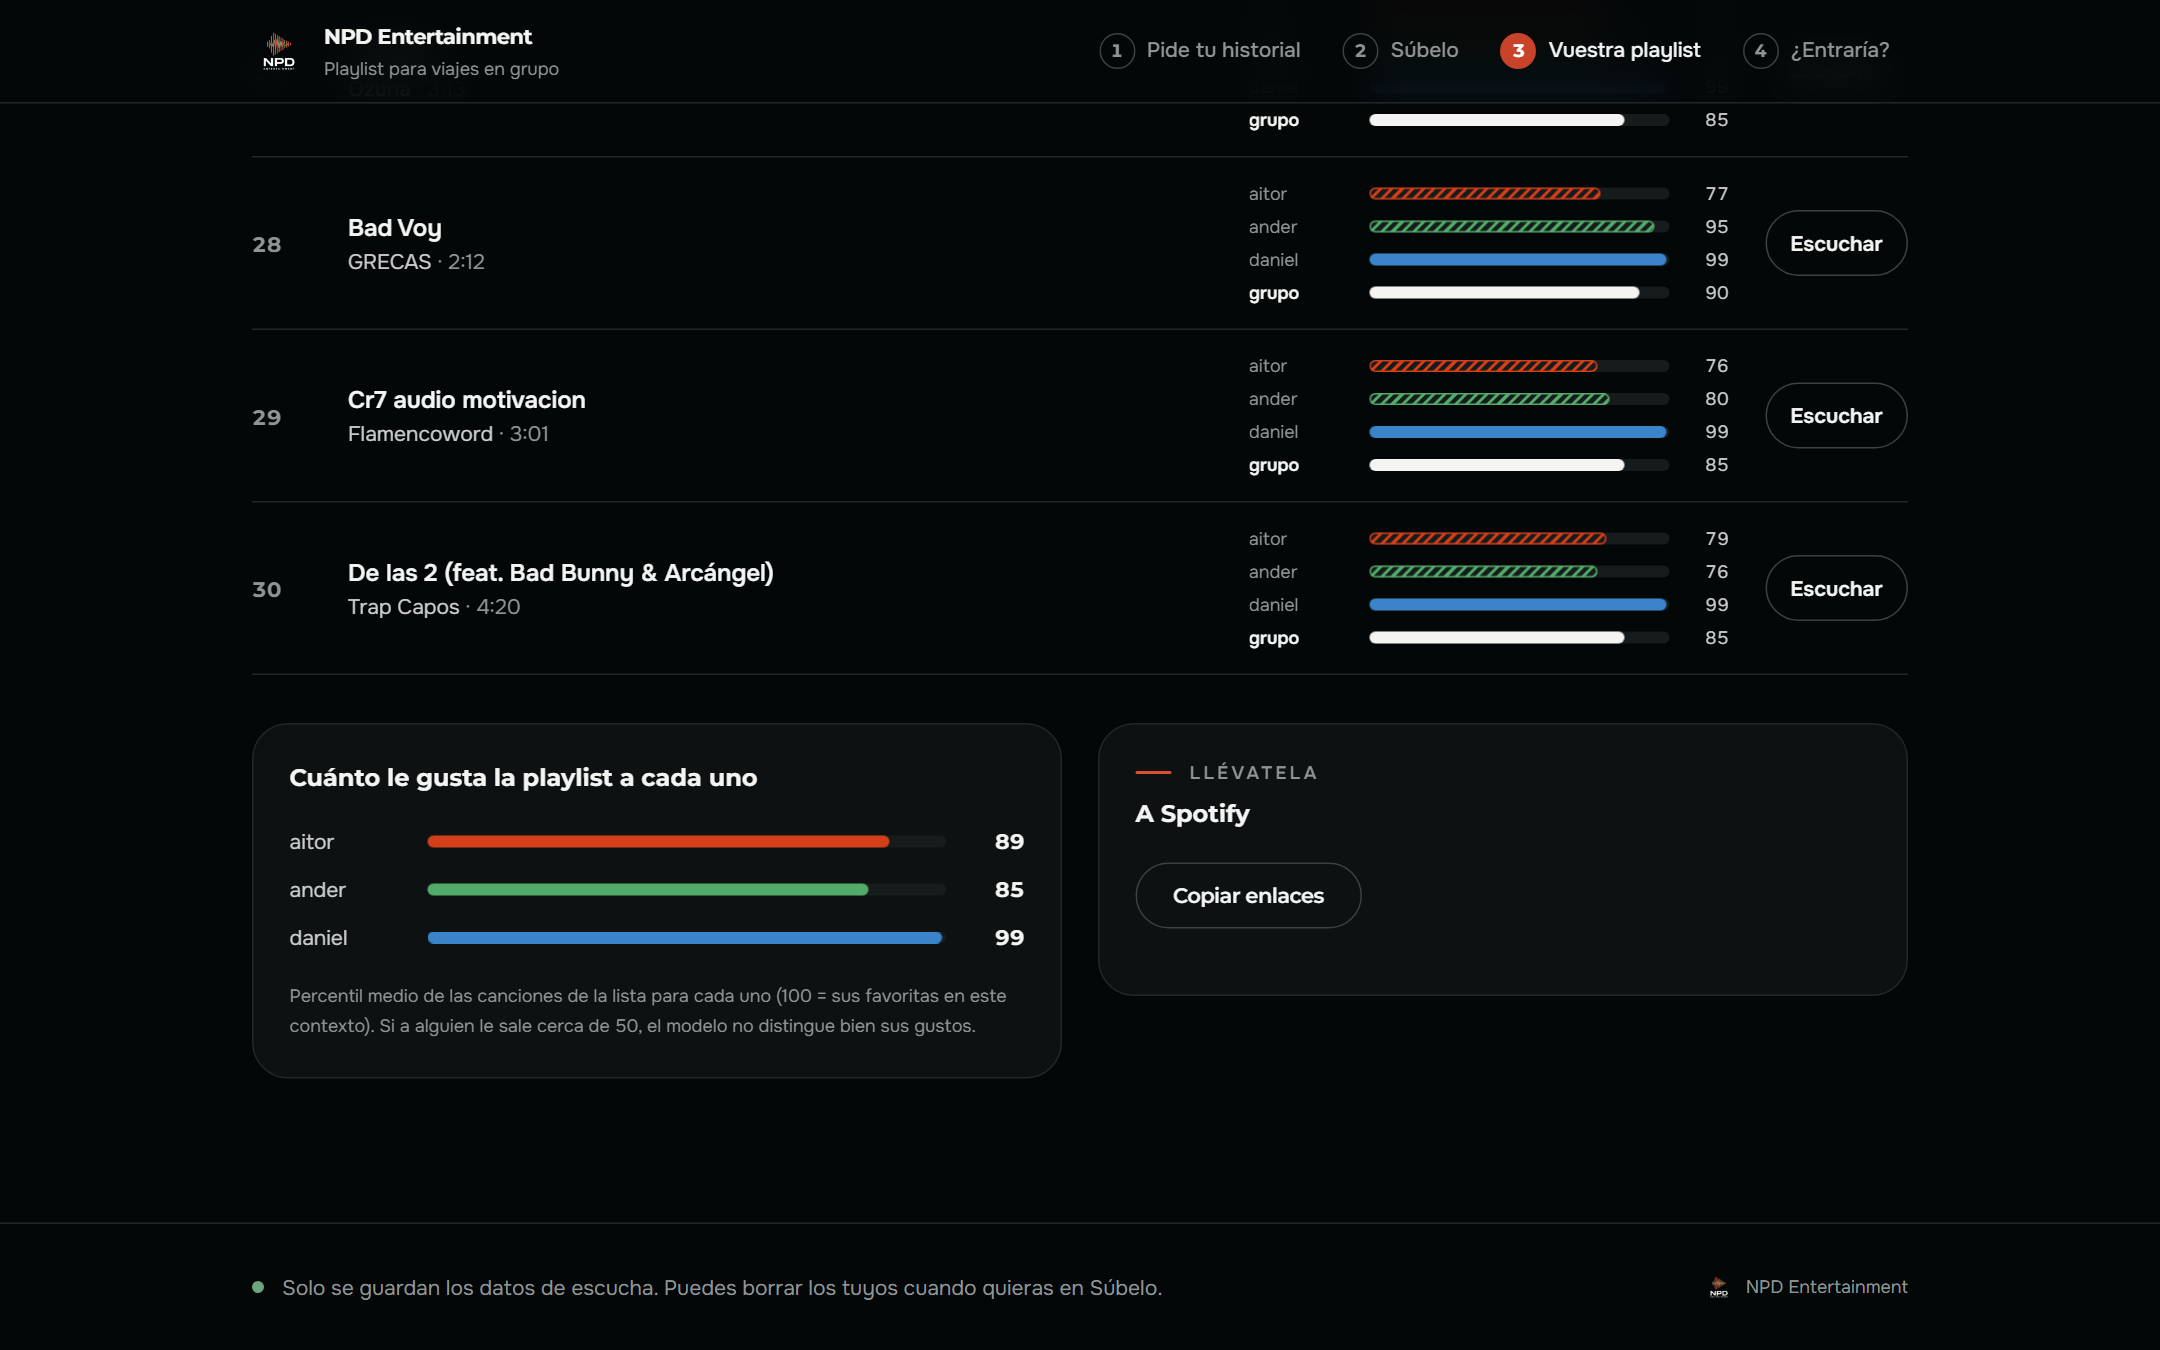 NPD
NPD Entertainment
Playlist para viajes en grupo
1 Pide tu historial
2 Súbelo
3 Vuestra playlist
4 ¿Entraría?
Ozuna · 3:13
daniel 99
grupo 85
28
Bad Voy
GRECAS · 2:12
aitor 77
ander 95
daniel 99
grupo 90
Escuchar
29
Cr7 audio motivacion
Flamencoword · 3:01
aitor 76
ander 80
daniel 99
grupo 85
Escuchar
30
De las 2 (feat. Bad Bunny & Arcángel)
Trap Capos · 4:20
aitor 79
ander 76
daniel 99
grupo 85
Escuchar
Cuánto le gusta la playlist a cada uno
aitor 89
ander 85
daniel 99
Percentil medio de las canciones de la lista para cada uno (100 = sus favoritas en este
contexto). Si a alguien le sale cerca de 50, el modelo no distingue bien sus gustos.
LLÉVATELA
A Spotify
Copiar enlaces
Solo se guardan los datos de escucha. Puedes borrar los tuyos cuando quieras en Súbelo.
NPD
NPD Entertainment